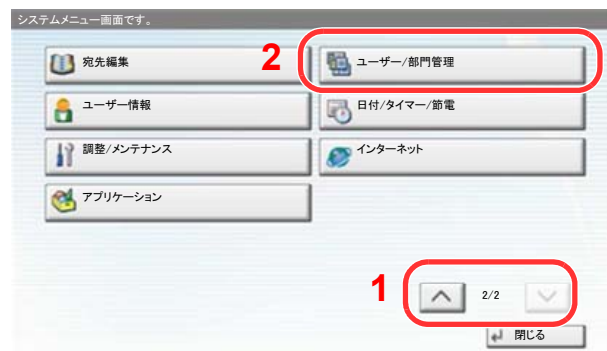 システムメニュー画面です。
宛先編集
2
ユーザー/部門管理
ユーザー情報
日付/タイマー/節電
調整/メンテナンス
インターネット
アプリケーション
1
2/2
閉じる